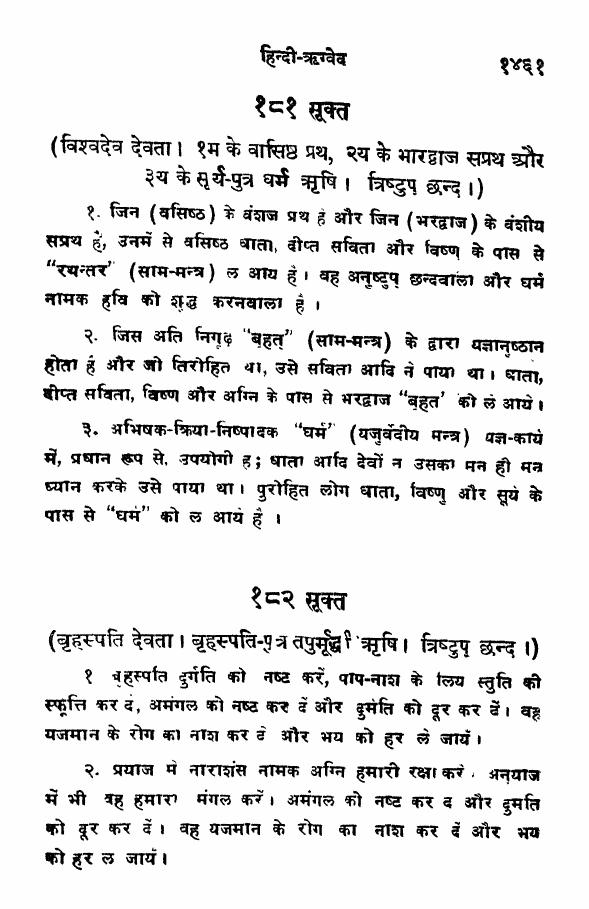 हिन्दी-ऋग्वेद १४६१
१८१ सूक्त
(विश्वदेव देवता। १म के वासिष्ठ प्रथ, २य के भारद्वाज सप्रथ और
३य के सूर्य-पुत्र घर्म ऋषि। त्रिष्टुप् छन्द।)
१. जिन (वसिष्ठ) के वंशज प्रथ हैं और जिन (भरद्वाज) के वंशीय
सप्रथ हैं, उनमें से वसिष्ठ धाता, दीप्त सविता और विष्णु के पास से
“रथन्तर” (साम-मन्त्र) ले आये हैं। वह अनुष्टुप् छन्दवाला और घर्म
नामक हवि को शुद्ध करनेवाला है।
२. जिस अति निगूढ़ “बृहत्” (साम-मन्त्र) के द्वारा यज्ञानुष्ठान
होता है और जो तिरोहित था, उसे सविता आदि ने पाया था। धाता,
दीप्त सविता, विष्णु और अग्नि के पास से भरद्वाज “बृहत्” को ले आये।
३. अभिषेक-क्रिया-निष्पादक “घर्म” (यजुर्वेदीय मन्त्र) यज्ञ-कार्य
में, प्रधान रूप से, उपयोगी है; धाता आदि देवों ने उसका मन ही मन
ध्यान करके उसे पाया था। पुरोहित लोग धाता, विष्णु और सूर्य के
पास से “घर्म” को ले आये हैं।
१८२ सूक्त
(बृहस्पति देवता। बृहस्पति-पुत्र तपुर्मूर्द्धा ऋषि। त्रिष्टुप् छन्द।)
१ बृहस्पति दुर्गति को नष्ट करें, पाप-नाश के लिये स्तुति की
स्फूर्त्ति कर दें, अमंगल को नष्ट कर दें और दुर्मति को दूर कर दें। वह
यजमान के रोग का नाश कर दें और भय को हर ले जायें।
२. प्रयाज में नाराशंस नामक अग्नि हमारी रक्षा करें। अनुयाज
में भी वह हमारा मंगल करें। अमंगल को नष्ट कर दें और दुर्मति
को दूर कर दें। वह यजमान के रोग का नाश कर दें और भय
को हर ले जायें।